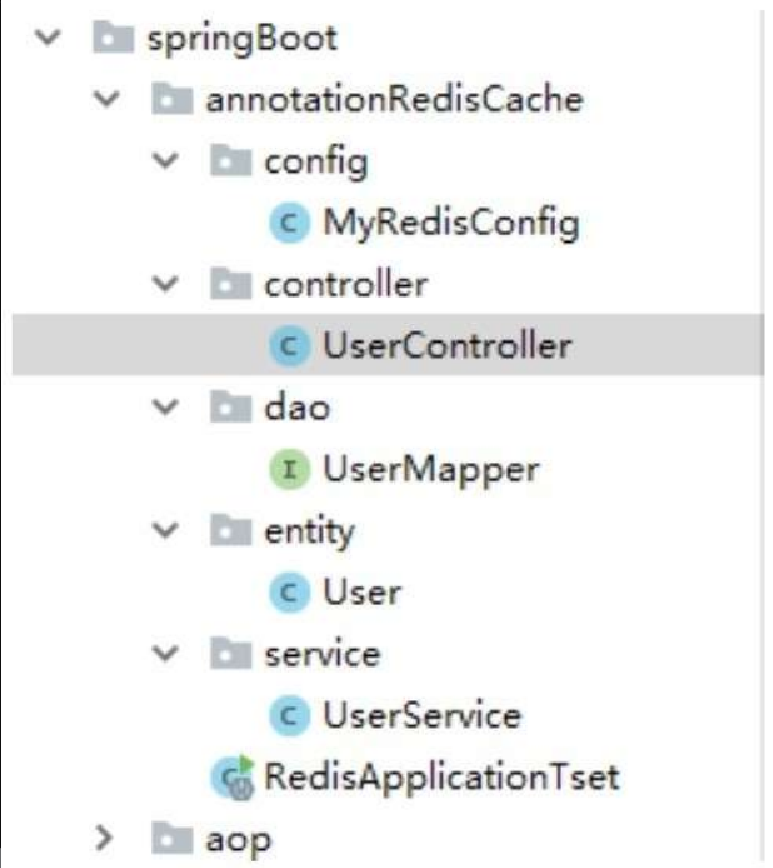 springBoot
annotationRedisCache
config
C MyRedisConfig
controller
C UserController
dao
I UserMapper
entity
C User
service
C UserService
C RedisApplicationTset
aop